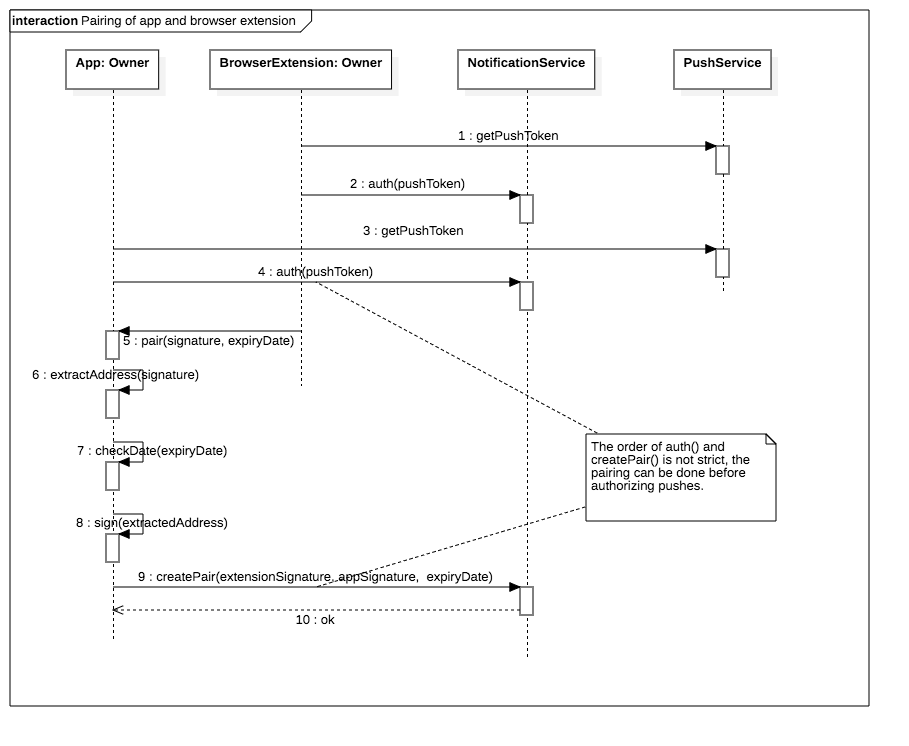 interaction Pairing of app and browser extension
App: Owner
BrowserExtension: Owner
NotificationService
PushService
1 : getPushToken
2 : auth(pushToken)
3 : getPushToken
4 : auth(pushToken)
5 : pair(signature, expiryDate)
6 : extractAddress(signature)
7 : checkDate(expiryDate)
The order of auth() and
createPair() is not strict, the
pairing can be done before
authorizing pushes.
8 : sign(extractedAddress)
9 : createPair(extensionSignature, appSignature,  expiryDate)
10 : ok